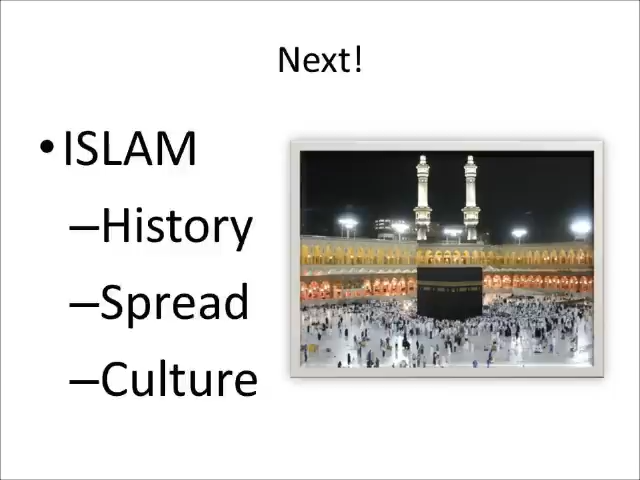 Next!
•ISLAM
–History
–Spread
–Culture